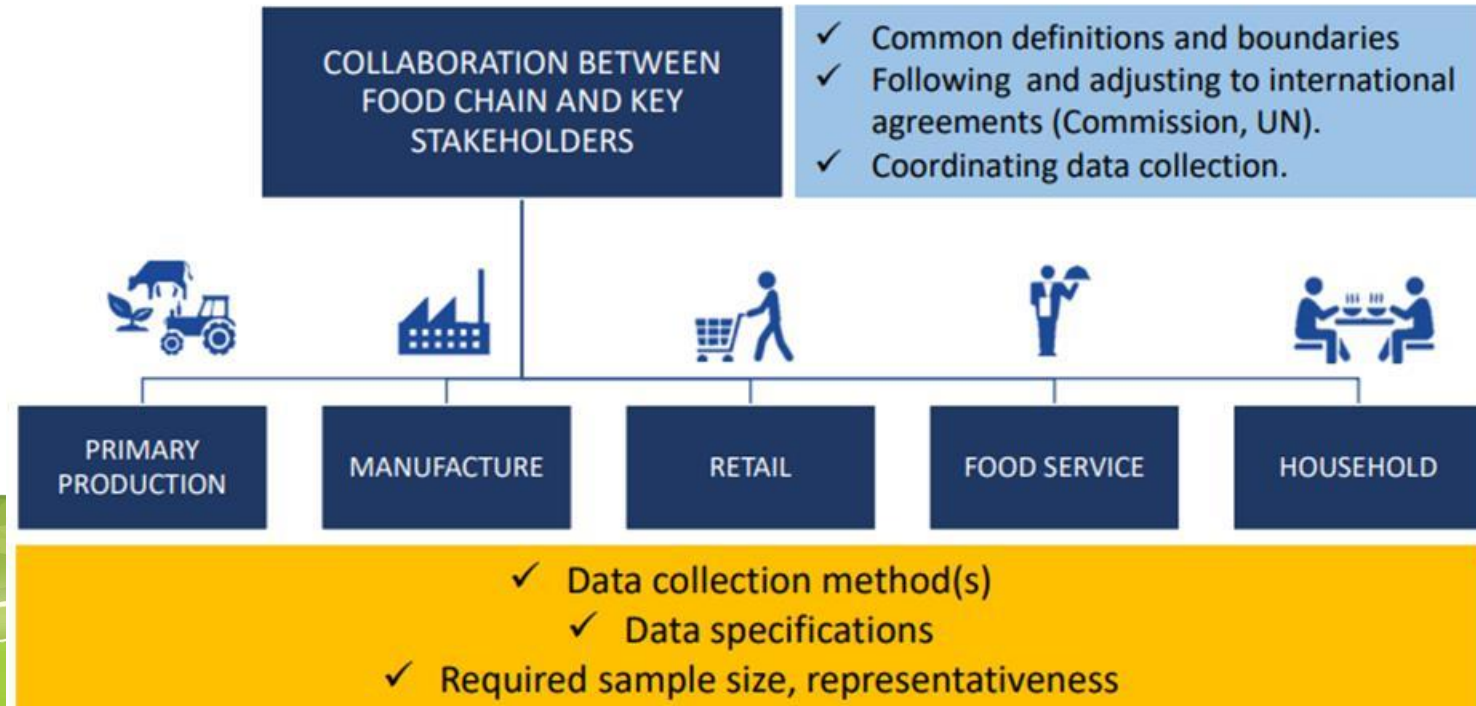 COLLABORATION BETWEEN
FOOD CHAIN AND KEY
STAKEHOLDERS
✓ Common definitions and boundaries
✓ Following and adjusting to international
agreements (Commission, UN).
✓ Coordinating data collection.
PRIMARY
PRODUCTION
MANUFACTURE
RETAIL
FOOD SERVICE
HOUSEHOLD
✓ Data collection method(s)
✓ Data specifications
✓ Required sample size, representativeness